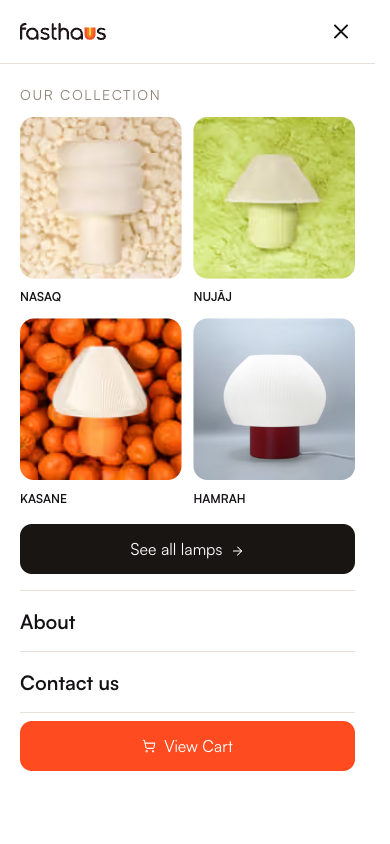 fasthaus
OUR COLLECTION
NASAQ
NUJĀJ
KASANE
HAMRAH
See all lamps →
About
Contact us
View Cart